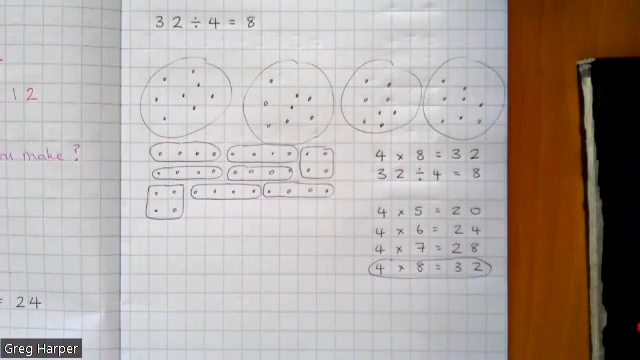 32 ÷ 4 = 8
12
ou make?
4 × 8 = 32
32 ÷ 4 = 8
4 × 5 = 20
4 × 6 = 24
4 × 7 = 28
4 × 8 = 32
= 24
Greg Harper